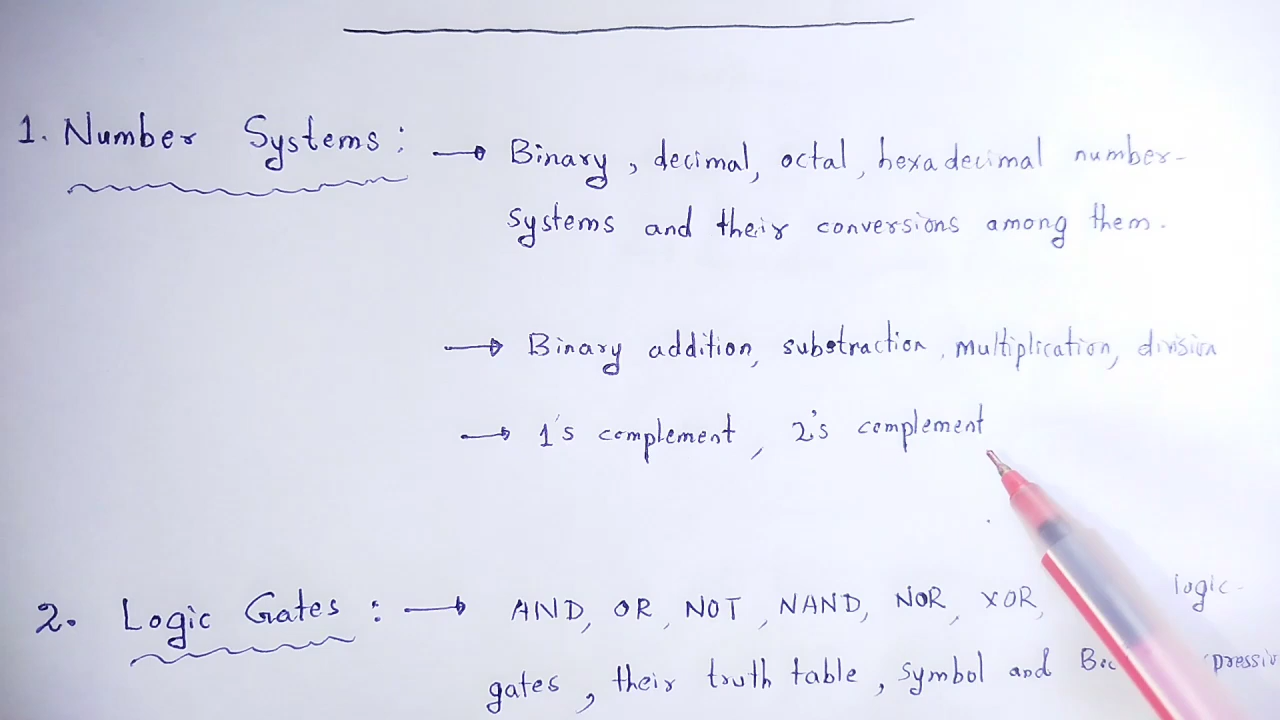 1. Number Systems : → Binary, decimal, octal, hexadecimal number-
systems and their conversions among them.
→ Binary addition, substraction, multiplication, division
→ 1's complement, 2's complement
2. Logic Gates : → AND, OR, NOT, NAND, NOR, XOR, logic-
gates, their truth table, symbol and